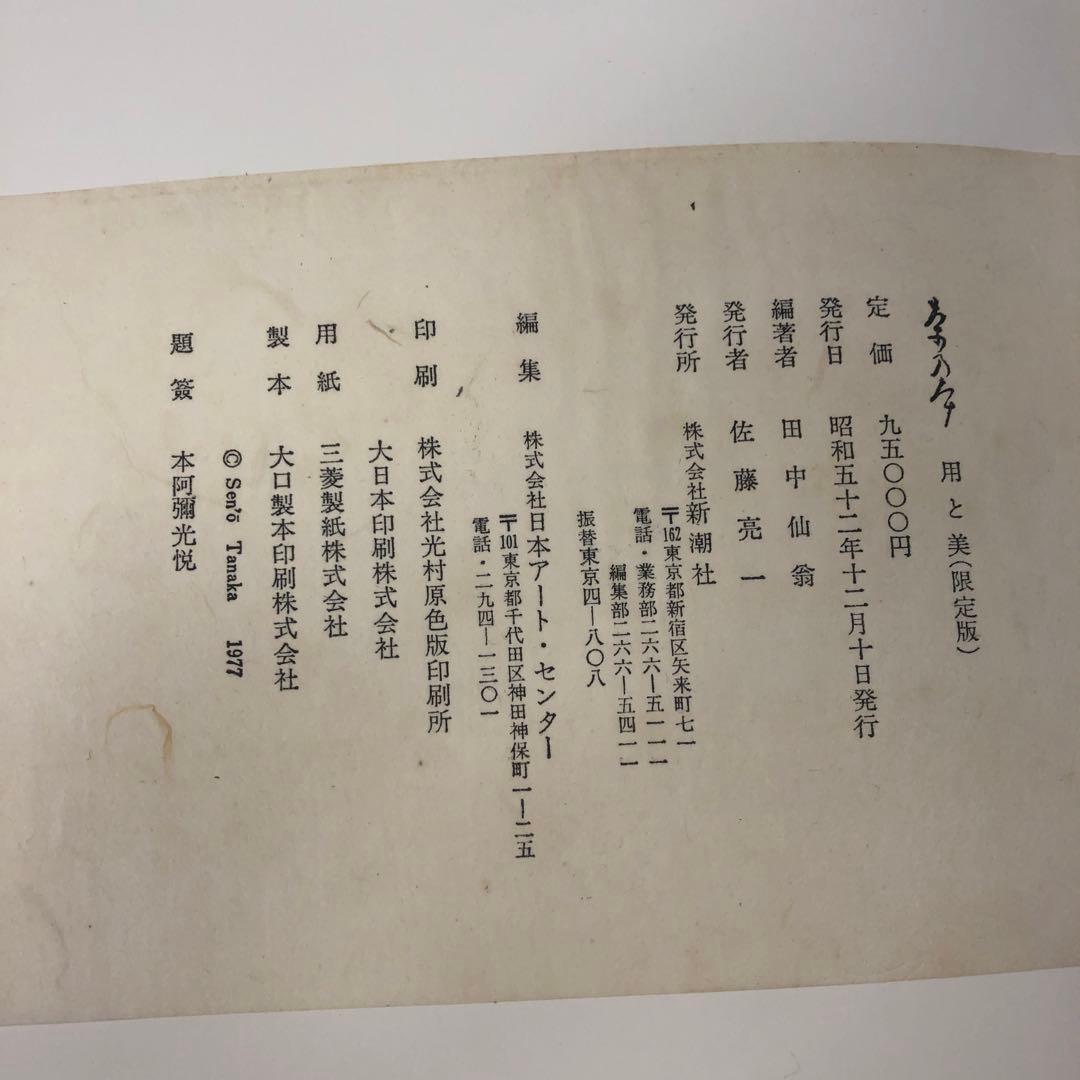 茶乃本 用と美(限定版)
定価 九五〇〇〇円
発行日 昭和五十二年十二月十日発行
編著者 田中仙翁
発行者 佐藤亮一
発行所 株式会社新潮社
〒162東京都新宿区矢来町七一
電話・業務部二六六―五一一一
編集部二六六―五四一一
振替東京四―八〇八
編集 株式会社日本アート・センター
〒101東京都千代田区神田神保町一―二五
電話・二九四―一三〇一
印刷 株式会社光村原色版印刷所
大日本印刷株式会社
用紙 三菱製紙株式会社
製本 大口製本印刷株式会社
© Sen'ō Tanaka 1977
題簽 本阿彌光悦